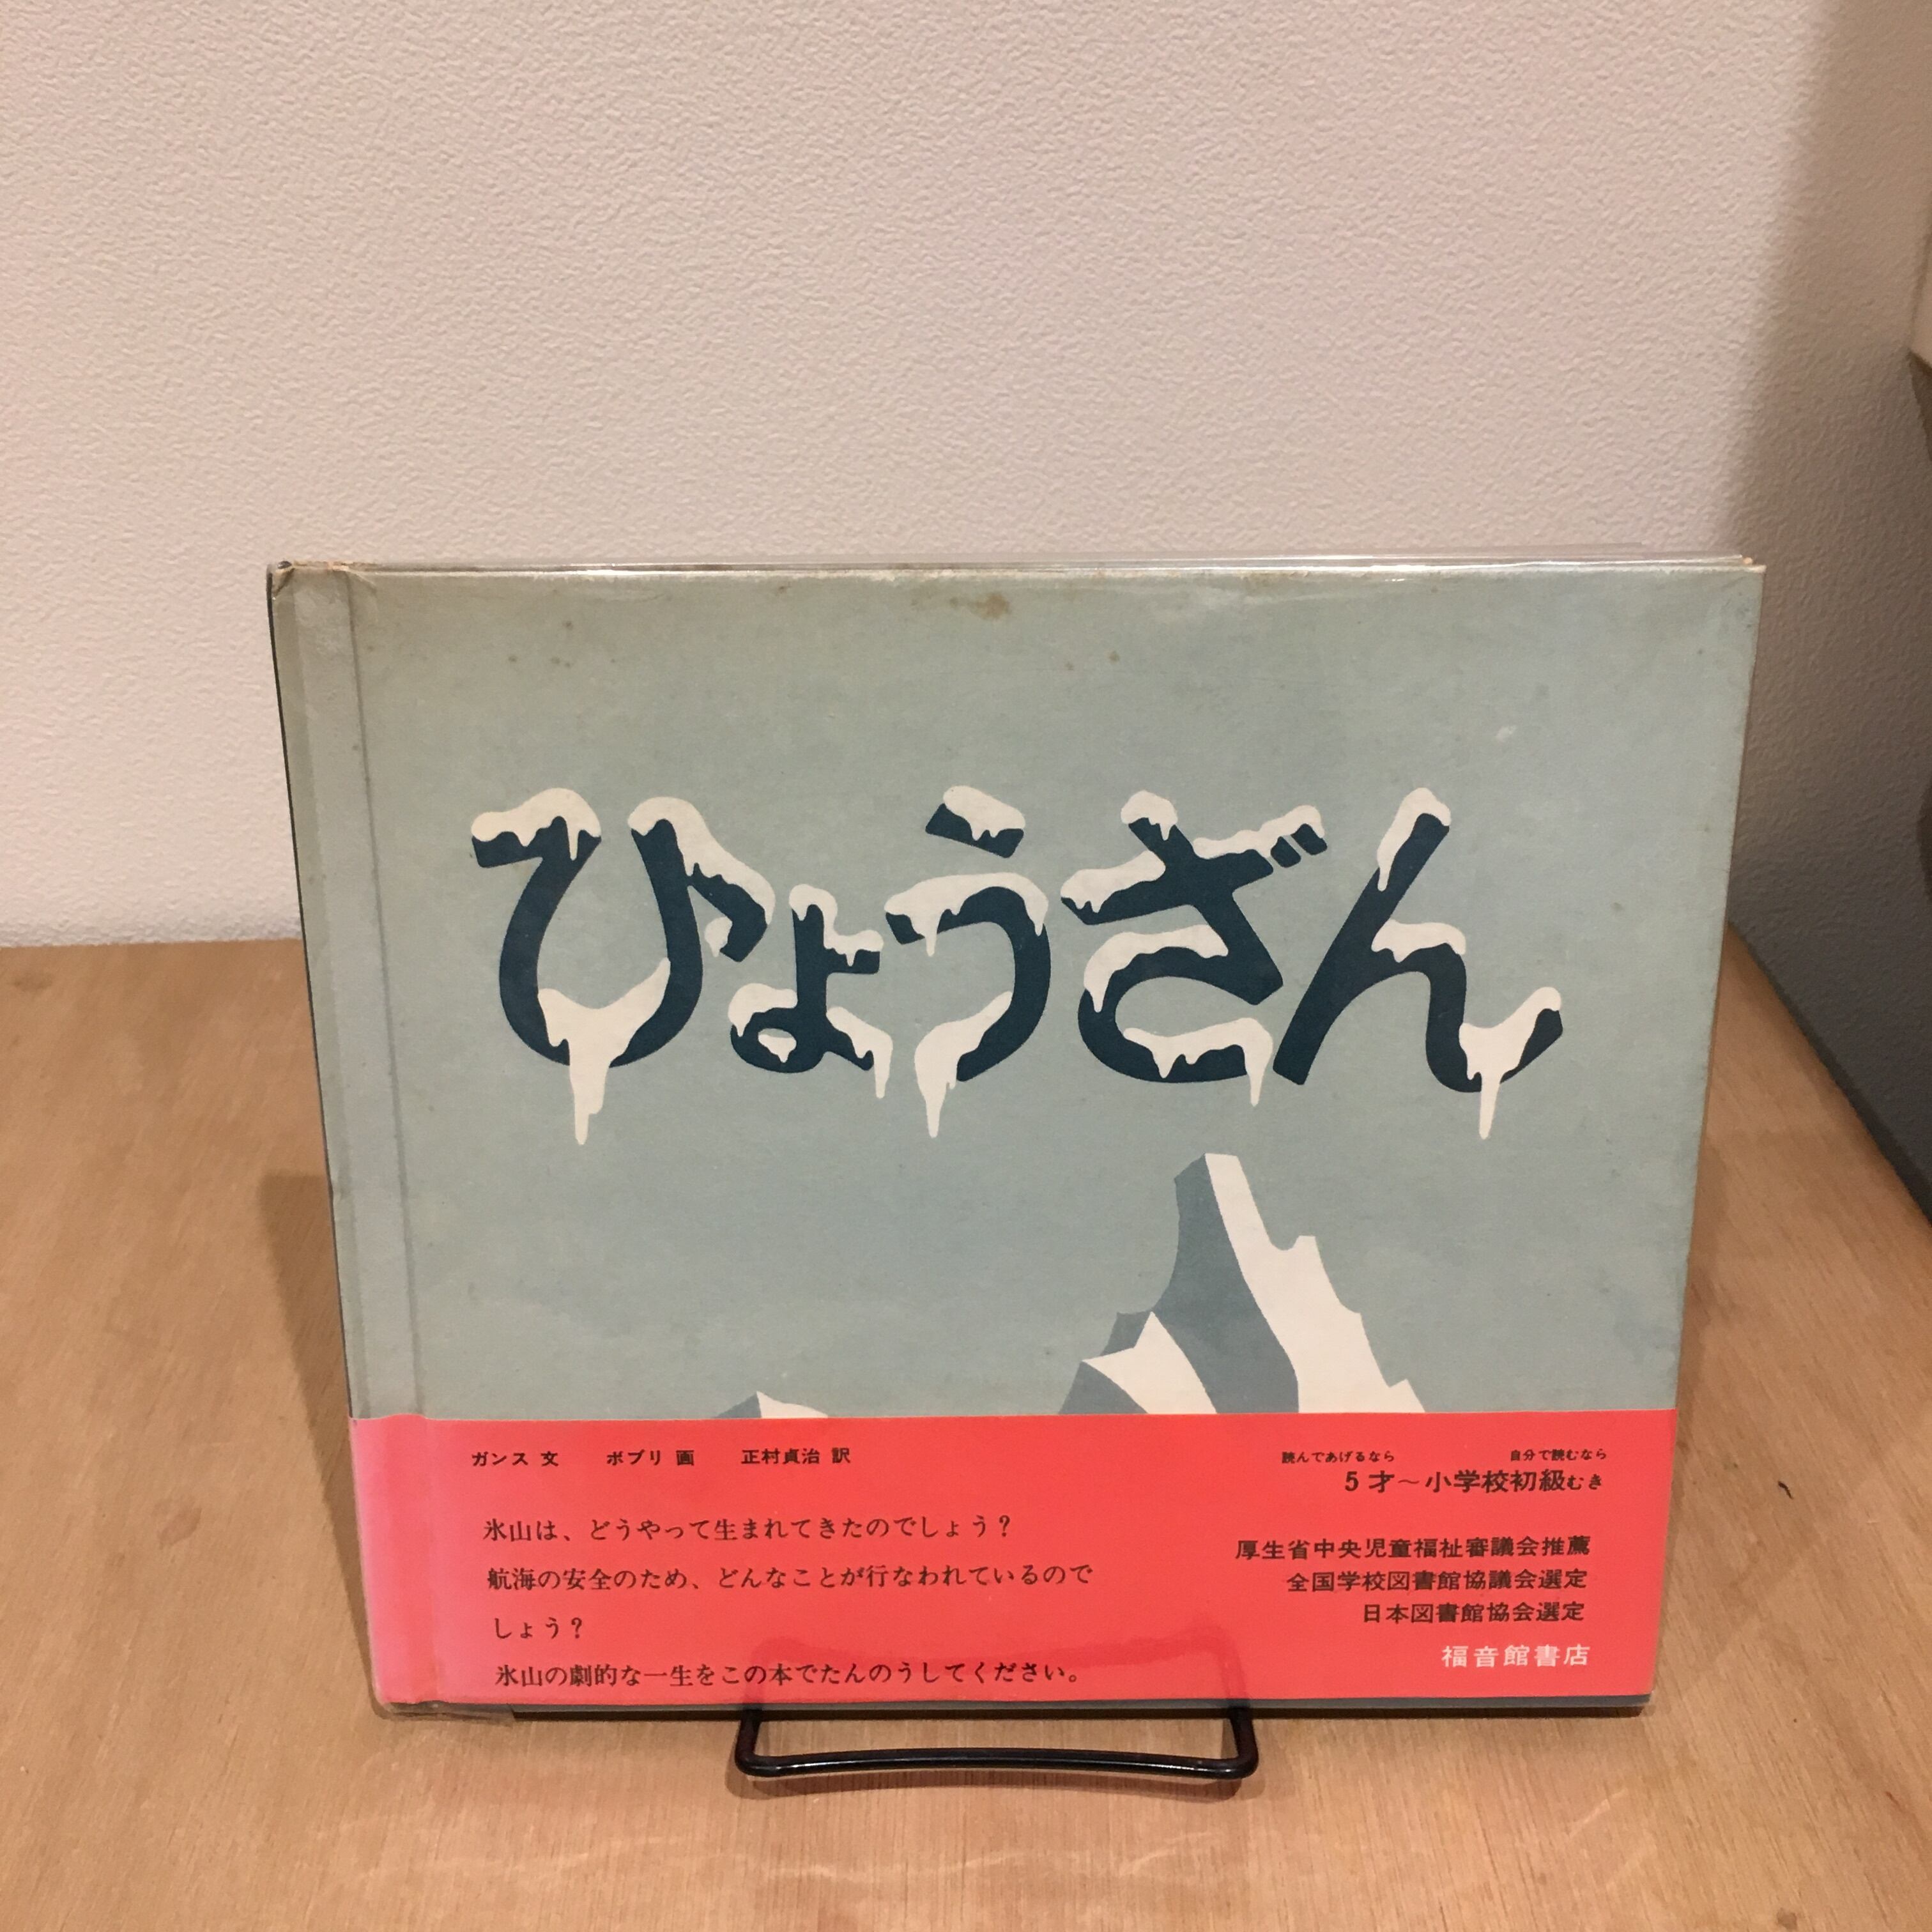 ひょうざん
ガンス 文　ボブリ 画　正村貞治 訳
氷山は、どうやって生まれてきたのでしょう？
航海の安全のため、どんなことが行なわれているので
しょう？
氷山の劇的な一生をこの本でたんのうしてください。
読んであげるなら　自分で読むなら
5才〜小学校初級むき
厚生省中央児童福祉審議会推薦
全国学校図書館協議会選定
日本図書館協会選定
福音館書店